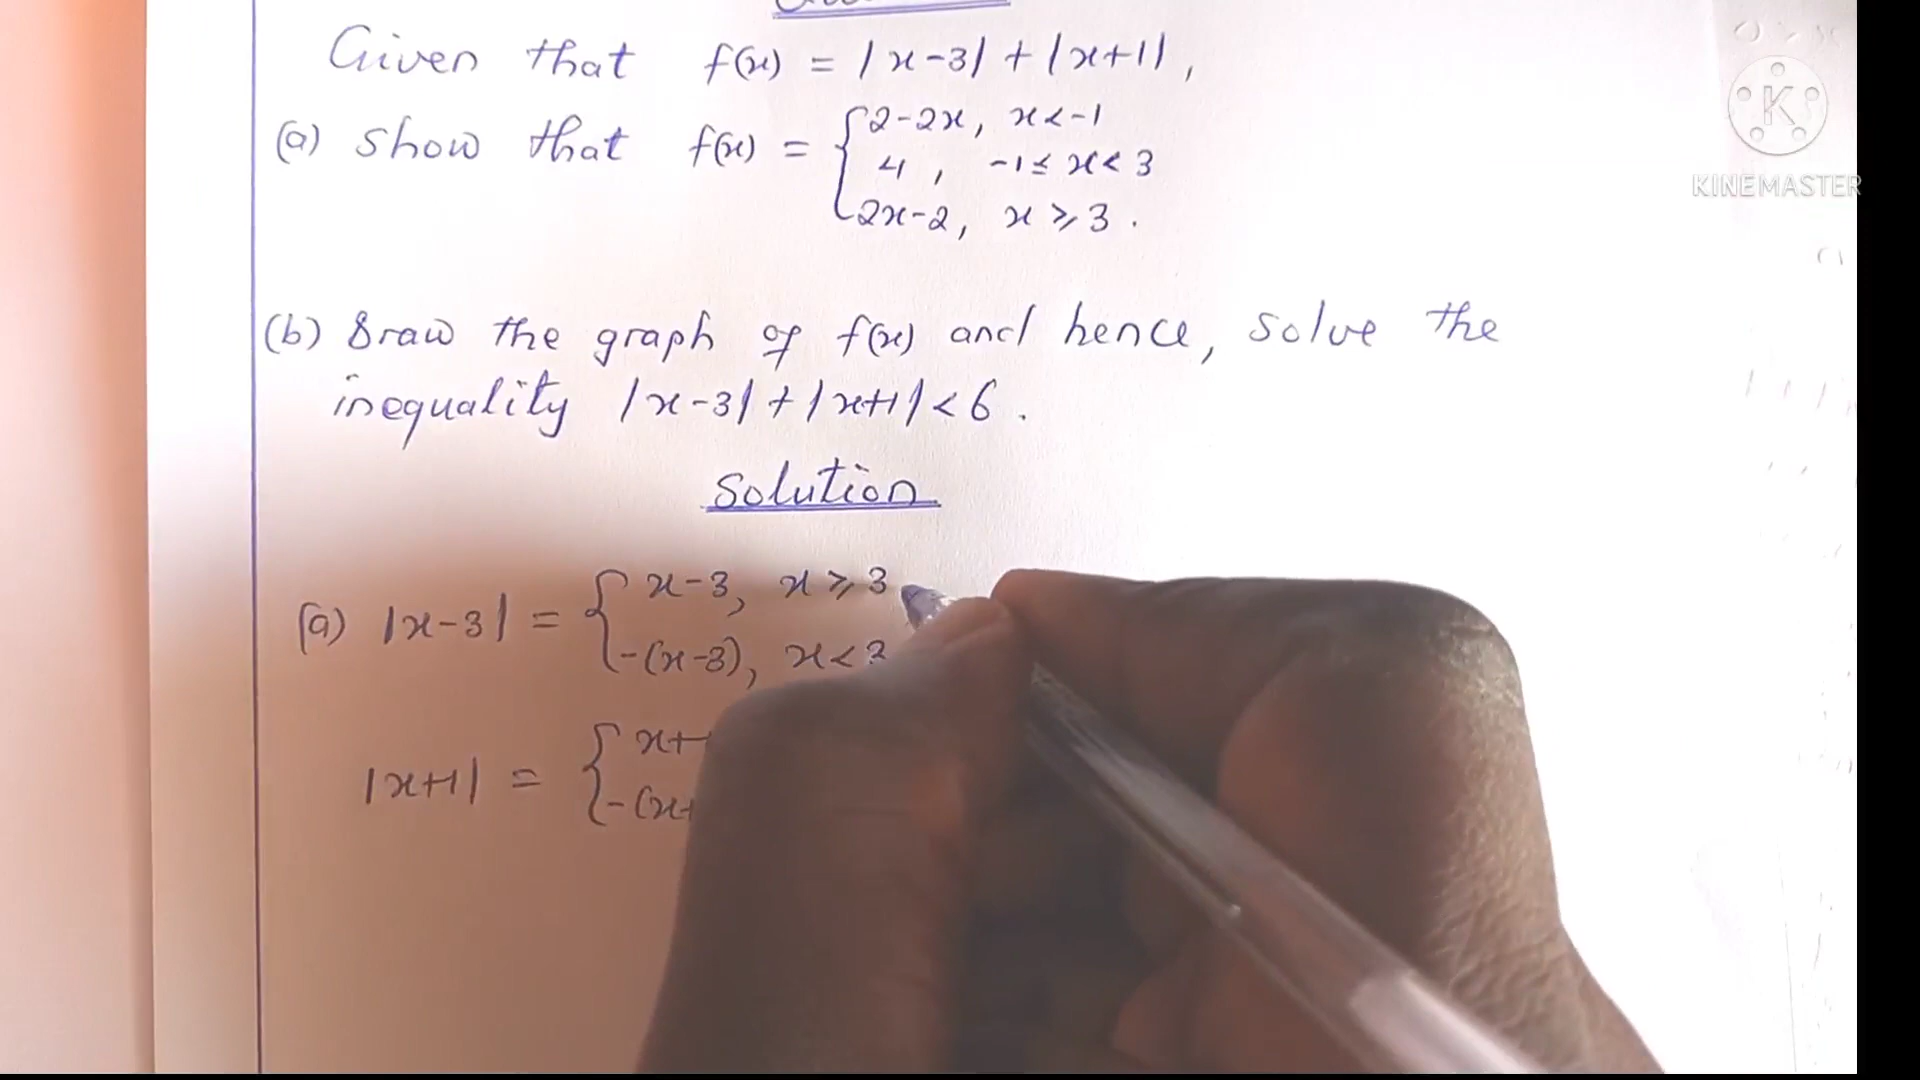 Given that f(x) = |x-3| + |x+1|,
(a) show that f(x) = { 2-2x, x<-1
4, -1≤x<3
2x-2, x≥3.
(b) Draw the graph of f(x) and hence, solve the
inequality |x-3| + |x+1| < 6.
Solution
(a) |x-3| = { x-3, x≥3
-(x-3), x<3
|x+1| = { x+
-(x+
K
KINEMASTER